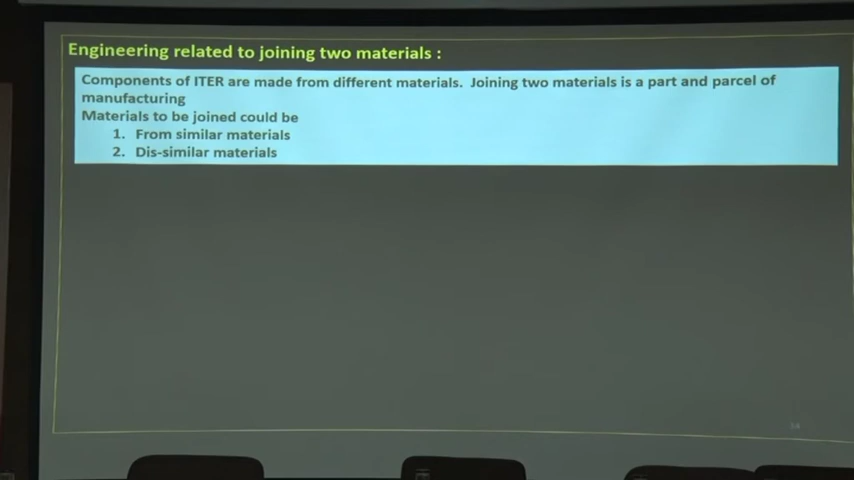 Engineering related to joining two materials :
Components of ITER are made from different materials. Joining two materials is a part and parcel of
manufacturing
Materials to be joined could be
1. From similar materials
2. Dis-similar materials